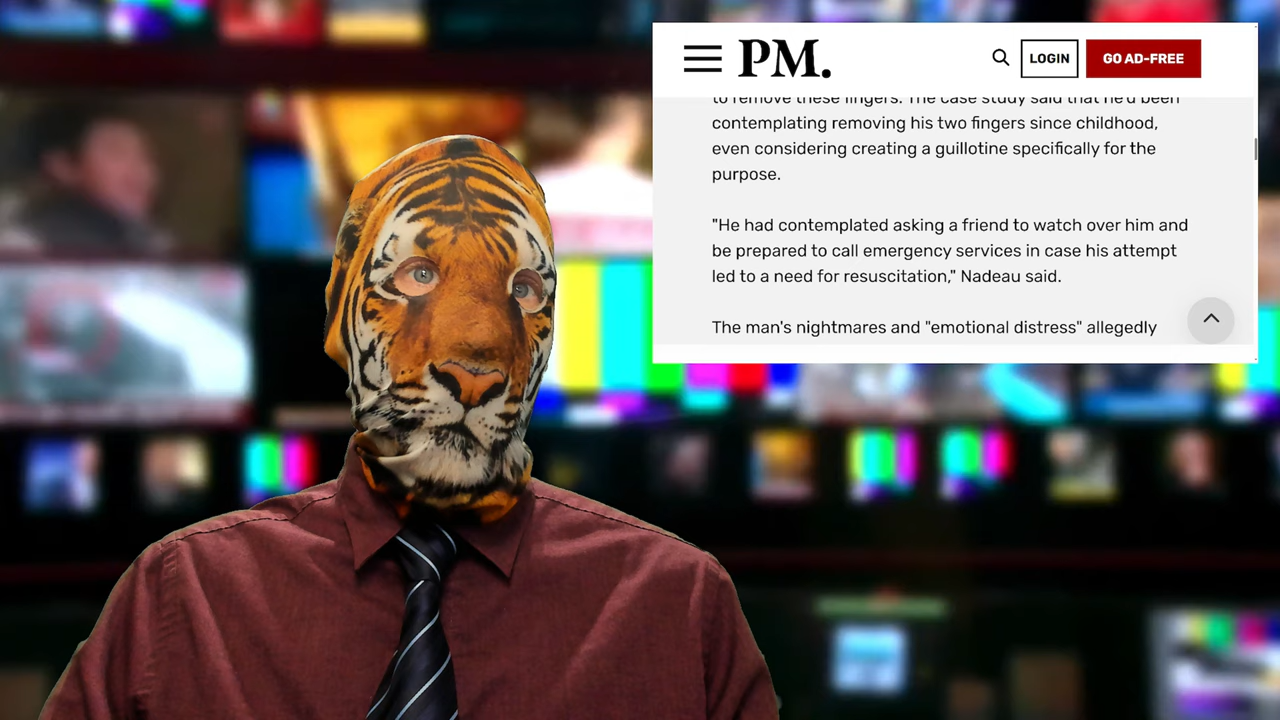 PM.
LOGIN
GO AD-FREE
to remove these fingers. The case study said that he'd been
contemplating removing his two fingers since childhood,
even considering creating a guillotine specifically for the
purpose.
"He had contemplated asking a friend to watch over him and
be prepared to call emergency services in case his attempt
led to a need for resuscitation," Nadeau said.
The man's nightmares and "emotional distress" allegedly